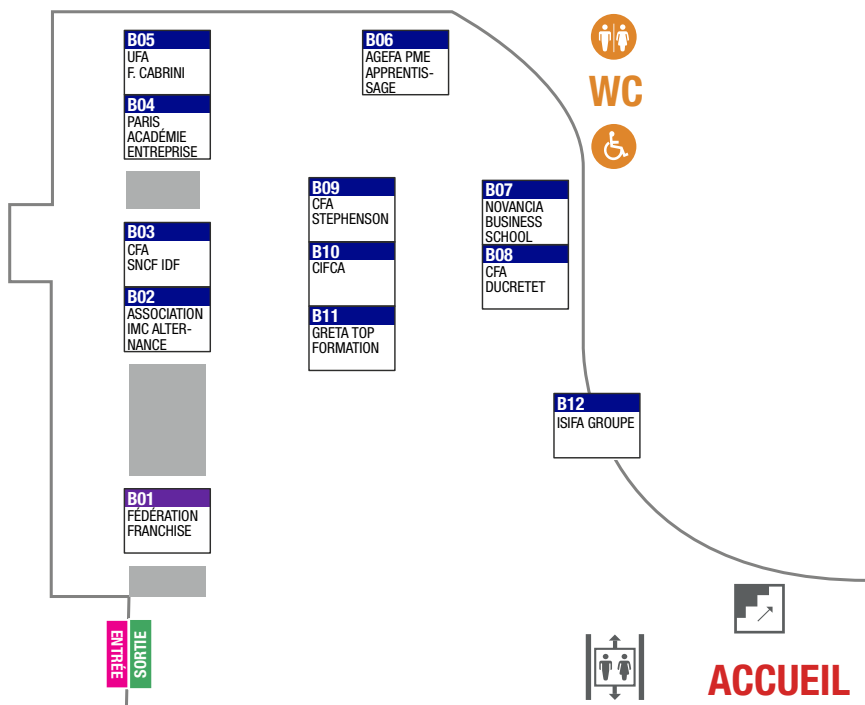 B05
UFA
F. CABRINI
B04
PARIS
ACADÉMIE
ENTREPRISE
B06
AGEFA PME
APPRENTIS-
SAGE
WC
B03
CFA
SNCF IDF
B02
ASSOCIATION
IMC ALTER-
NANCE
B09
CFA
STEPHENSON
B10
CIFCA
B11
GRETA TOP
FORMATION
B07
NOVANCIA
BUSINESS
SCHOOL
B08
CFA
DUCRETET
B12
ISIFA GROUPE
B01
FÉDÉRATION
FRANCHISE
ENTRÉE
SORTIE
ACCUEIL